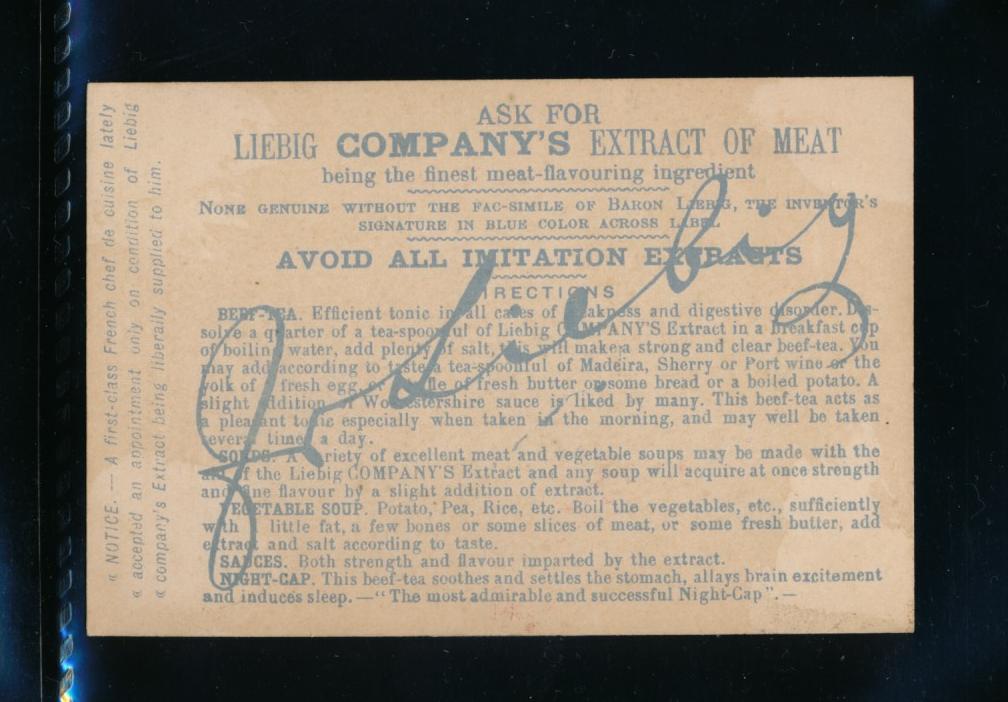 ASK FOR
LIEBIG COMPANY'S EXTRACT OF MEAT
being the finest meat-flavouring ingredient
NONE GENUINE WITHOUT THE FAC-SIMILE OF BARON LIEBIG, THE INVENTOR'S
SIGNATURE IN BLUE COLOR ACROSS LABEL
AVOID ALL IMITATION EXTRACTS
DIRECTIONS
BEEF-TEA. Efficient tonic in all cases of weakness and digestive disorder. Dis-
solve a quarter of a tea-spoonful of Liebig COMPANY'S Extract in a breakfast cup
of boiling water, add plenty of salt, this will make a strong and clear beef-tea. You
may add according to taste a tea-spoonful of Madeira, Sherry or Port wine or the
yolk of a fresh egg, or a little of fresh butter or some bread or a boiled potato. A
slight addition of Worcestershire sauce is liked by many. This beef-tea acts as
a pleasant tonic especially when taken in the morning, and may well be taken
several times a day.
SOUPS. A variety of excellent meat and vegetable soups may be made with the
aid of the Liebig COMPANY'S Extract and any soup will acquire at once strength
and fine flavour by a slight addition of extract.
VEGETABLE SOUP. Potato, Pea, Rice, etc. Boil the vegetables, etc., sufficiently
with a little fat, a few bones or some slices of meat, or some fresh butter, add
extract and salt according to taste.
SAUCES. Both strength and flavour imparted by the extract.
NIGHT-CAP. This beef-tea soothes and settles the stomach, allays brain excitement
and induces sleep. — "The most admirable and successful Night-Cap". —
J v Liebig
« NOTICE. — A first-class French chef de cuisine lately
« accepted an appointment only on condition of Liebig
« company's Extract being liberally supplied to him.